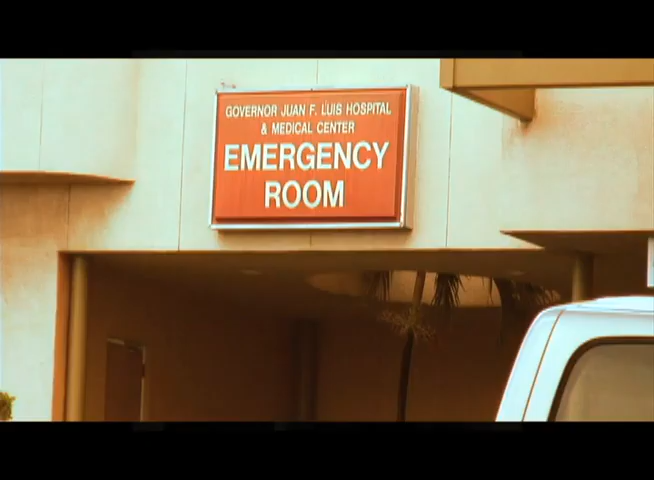 GOVERNOR JUAN F. LUIS HOSPITAL
& MEDICAL CENTER
EMERGENCY
ROOM